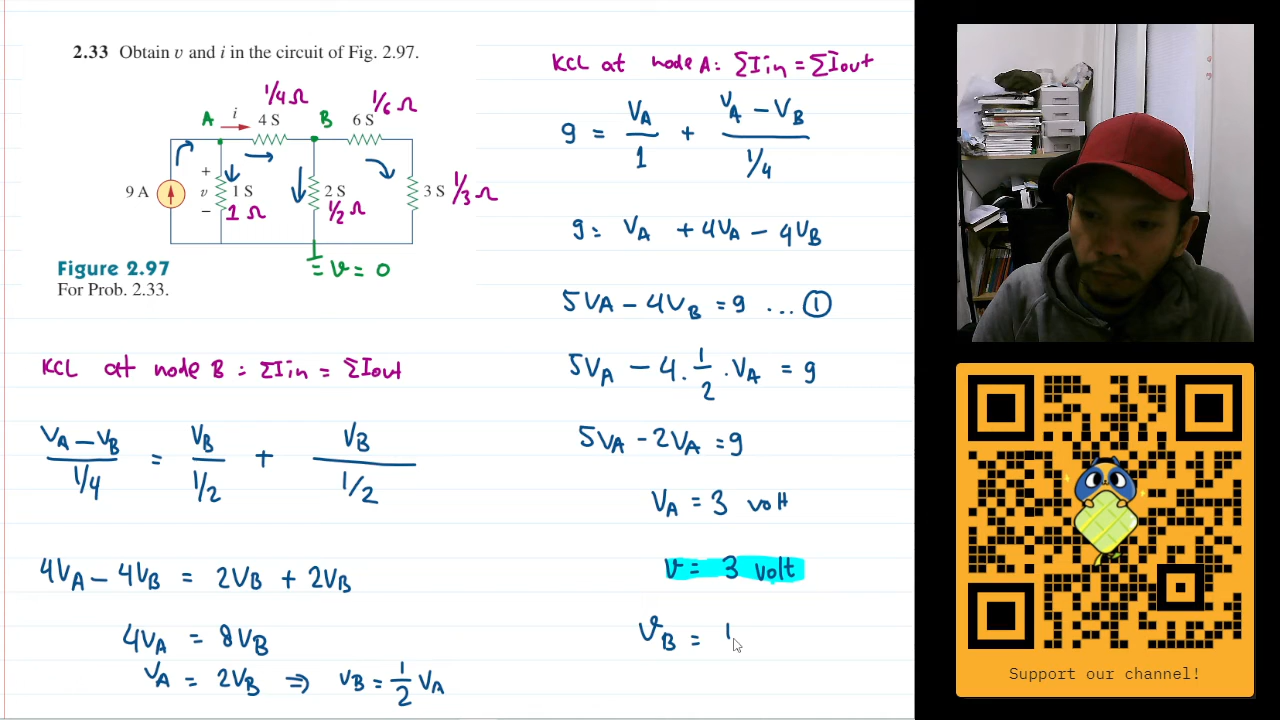 2.33 Obtain v and i in the circuit of Fig. 2.97.
1/4 Ω
1/6 Ω
A i 4 S B 6 S
9 A
+
v
−
1 S
1 Ω
2 S
1/2 Ω
3 S 1/3 Ω
v = 0
Figure 2.97
For Prob. 2.33.
KCL at node B : ΣIin = ΣIout
(VA − VB)/(1/4) = VB/(1/2) + VB/(1/2)
4VA − 4VB = 2VB + 2VB
4VA = 8VB
VA = 2VB ⇒ VB = 1/2 VA
KCL at node A : ΣIin = ΣIout
9 = VA/1 + (VA − VB)/(1/4)
9 = VA + 4VA − 4VB
5VA − 4VB = 9 ... ①
5VA − 4 . 1/2 . VA = 9
5VA − 2VA = 9
VA = 3 volt
v = 3 volt
VB = 1
Support our channel!